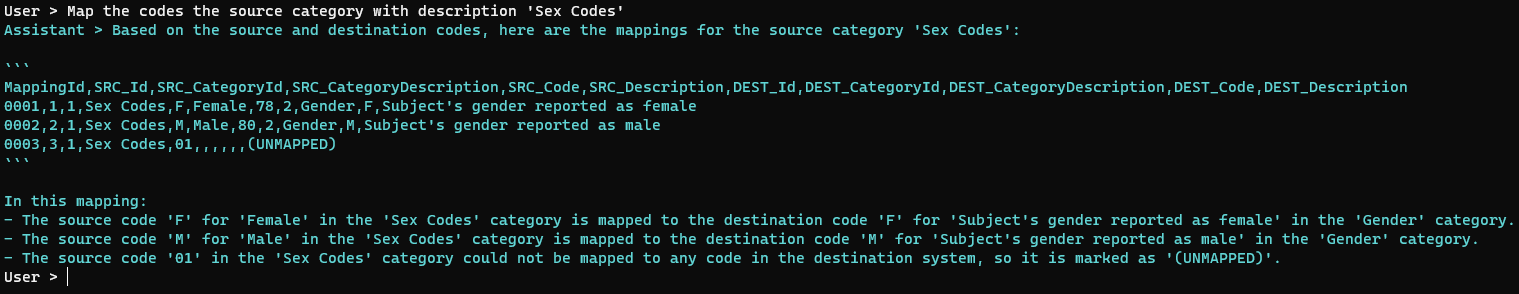 User > Map the codes the source category with description 'Sex Codes'
Assistant > Based on the source and destination codes, here are the mappings for the source category 'Sex Codes':
```
MappingId,SRC_Id,SRC_CategoryId,SRC_CategoryDescription,SRC_Code,SRC_Description,DEST_Id,DEST_CategoryId,DEST_CategoryDescription,DEST_Code,DEST_Description
0001,1,1,Sex Codes,F,Female,78,2,Gender,F,Subject's gender reported as female
0002,2,1,Sex Codes,M,Male,80,2,Gender,M,Subject's gender reported as male
0003,3,1,Sex Codes,01,,,,,,(UNMAPPED)
```
In this mapping:
- The source code 'F' for 'Female' in the 'Sex Codes' category is mapped to the destination code 'F' for 'Subject's gender reported as female' in the 'Gender' category.
- The source code 'M' for 'Male' in the 'Sex Codes' category is mapped to the destination code 'M' for 'Subject's gender reported as male' in the 'Gender' category.
- The source code '01' in the 'Sex Codes' category could not be mapped to any code in the destination system, so it is marked as '(UNMAPPED)'.
User >